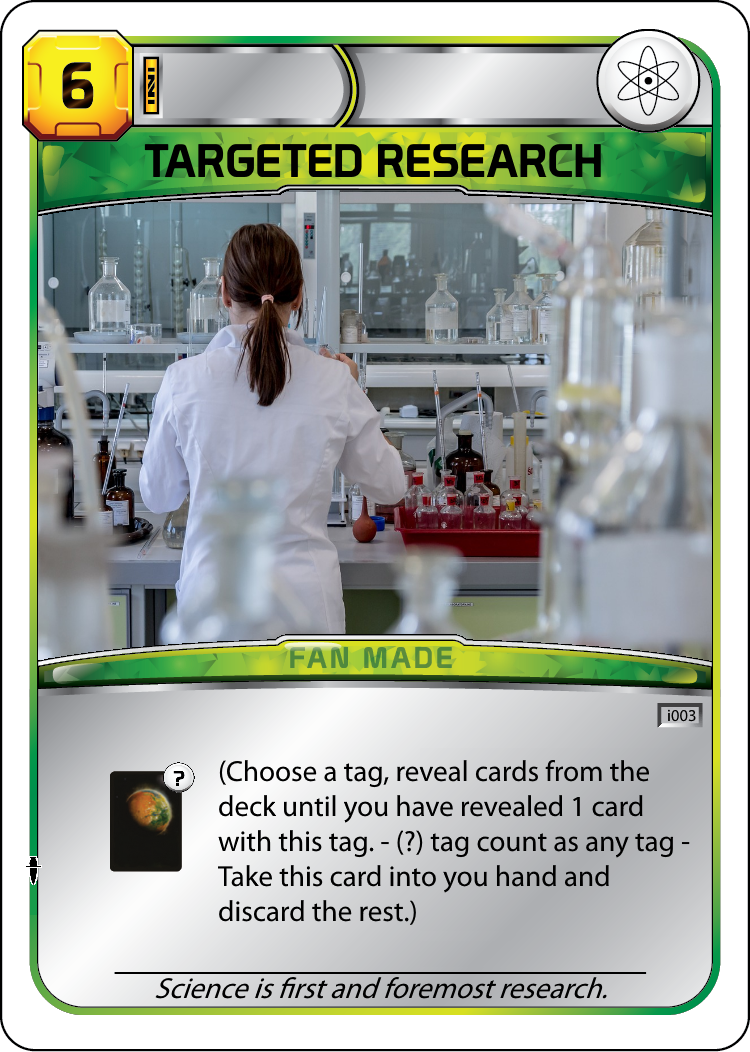 6
TARGETED RESEARCH
FAN MADE
i003
?
(Choose a tag, reveal cards from the
deck until you have revealed 1 card
with this tag. - (?) tag count as any tag -
Take this card into you hand and
discard the rest.)
Science is first and foremost research.